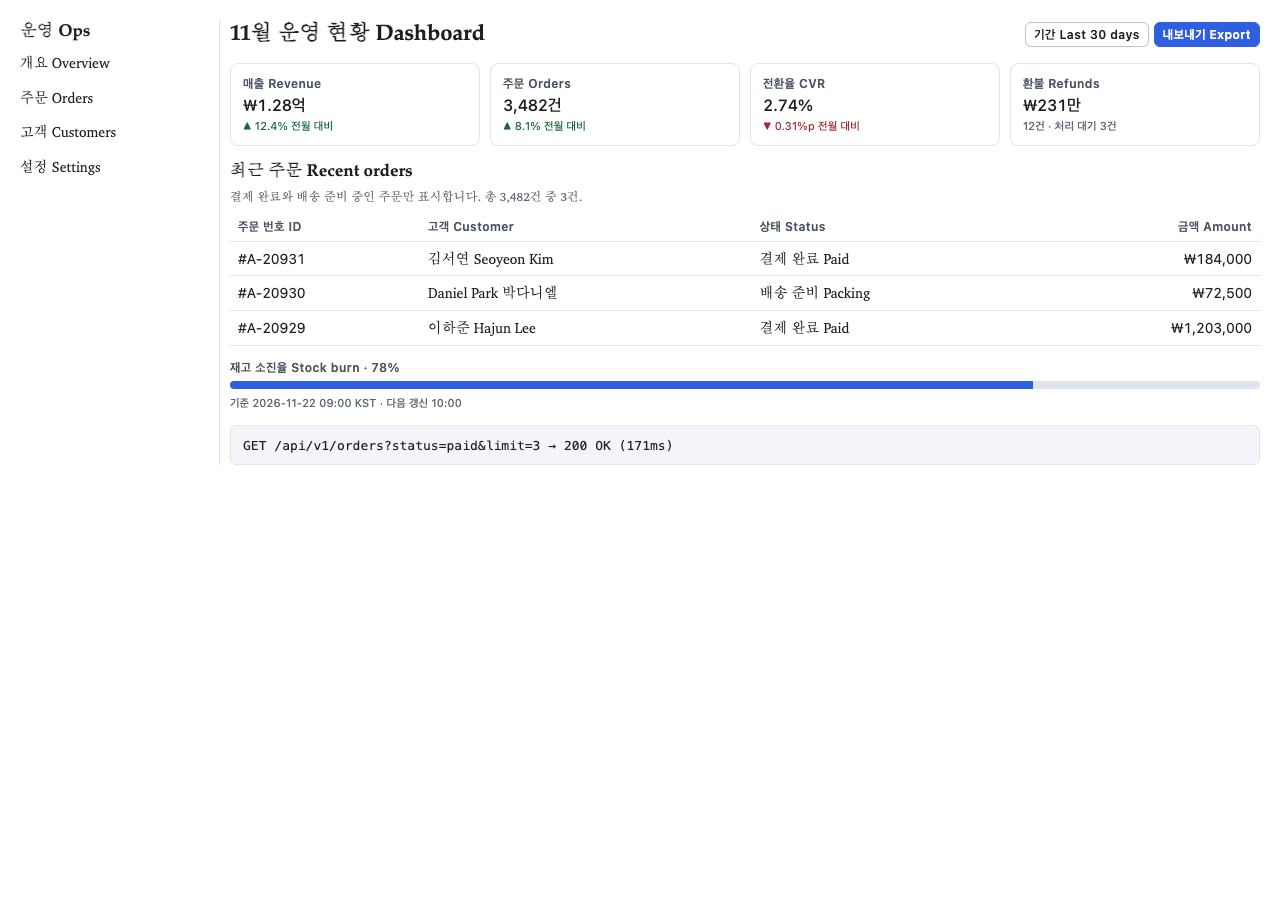 운영 Ops
개요 Overview
주문 Orders
고객 Customers
설정 Settings
11월 운영 현황 Dashboard
기간 Last 30 days
내보내기 Export
매출 Revenue
₩1.28억
▲ 12.4% 전월 대비
주문 Orders
3,482건
▲ 8.1% 전월 대비
전환율 CVR
2.74%
▼ 0.31%p 전월 대비
환불 Refunds
₩231만
12건 · 처리 대기 3건
최근 주문 Recent orders
결제 완료와 배송 준비 중인 주문만 표시합니다. 총 3,482건 중 3건.
주문 번호 ID 고객 Customer 상태 Status 금액 Amount
#A-20931 김서연 Seoyeon Kim 결제 완료 Paid ₩184,000
#A-20930 Daniel Park 박다니엘 배송 준비 Packing ₩72,500
#A-20929 이하준 Hajun Lee 결제 완료 Paid ₩1,203,000
재고 소진율 Stock burn · 78%
기준 2026-11-22 09:00 KST · 다음 갱신 10:00
GET /api/v1/orders?status=paid&limit=3 → 200 OK (171ms)